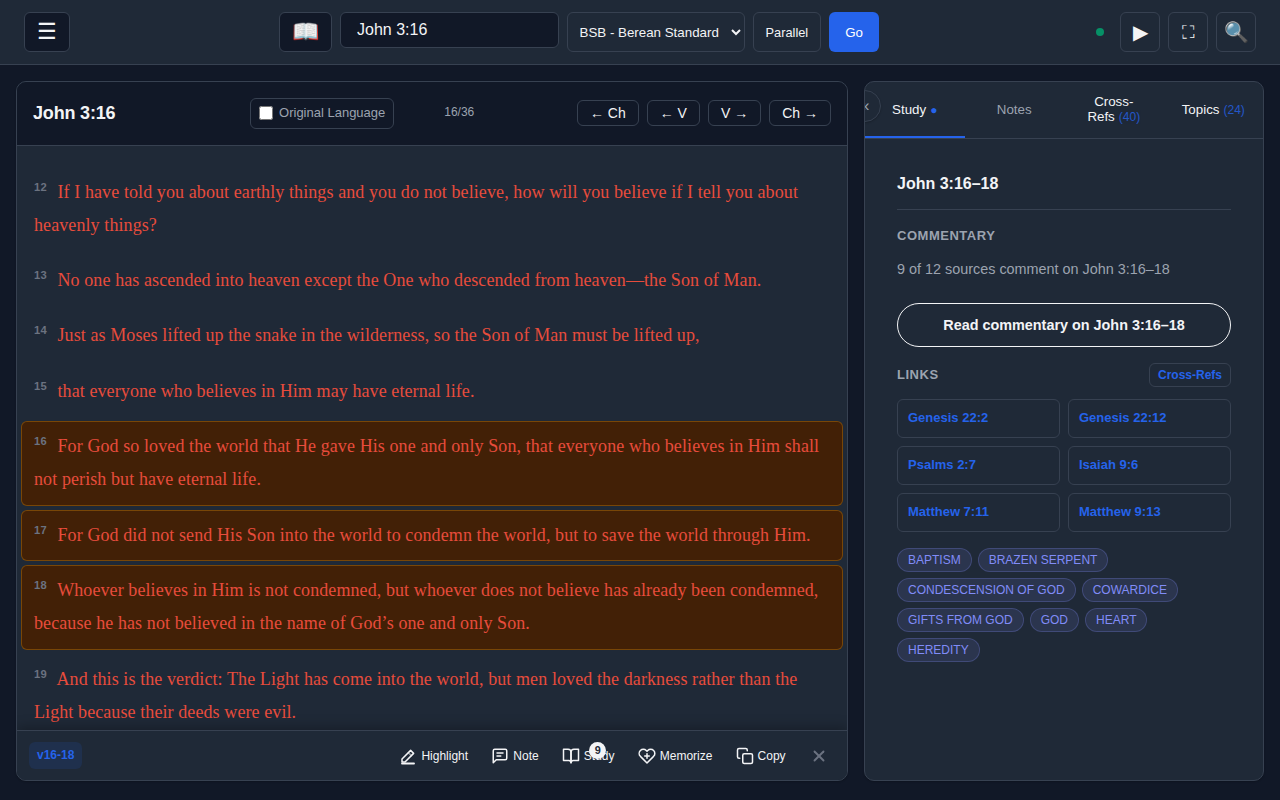 John 3:16
BSB - Berean Standard
Parallel
Go
John 3:16
Original Language
16/36
← Ch
← V
V →
Ch →
12 If I have told you about earthly things and you do not believe, how will you believe if I tell you about
heavenly things?
13 No one has ascended into heaven except the One who descended from heaven—the Son of Man.
14 Just as Moses lifted up the snake in the wilderness, so the Son of Man must be lifted up,
15 that everyone who believes in Him may have eternal life.
16 For God so loved the world that He gave His one and only Son, that everyone who believes in Him shall
not perish but have eternal life.
17 For God did not send His Son into the world to condemn the world, but to save the world through Him.
18 Whoever believes in Him is not condemned, but whoever does not believe has already been condemned,
because he has not believed in the name of God’s one and only Son.
19 And this is the verdict: The Light has come into the world, but men loved the darkness rather than the
Light because their deeds were evil.
v16-18
Highlight
Note
Study
9
Memorize
Copy
Study
Notes
Cross-
Refs (40)
Topics (24)
John 3:16–18
COMMENTARY
9 of 12 sources comment on John 3:16–18
Read commentary on John 3:16–18
LINKS
Cross-Refs
Genesis 22:2
Genesis 22:12
Psalms 2:7
Isaiah 9:6
Matthew 7:11
Matthew 9:13
BAPTISM
BRAZEN SERPENT
CONDESCENSION OF GOD
COWARDICE
GIFTS FROM GOD
GOD
HEART
HEREDITY